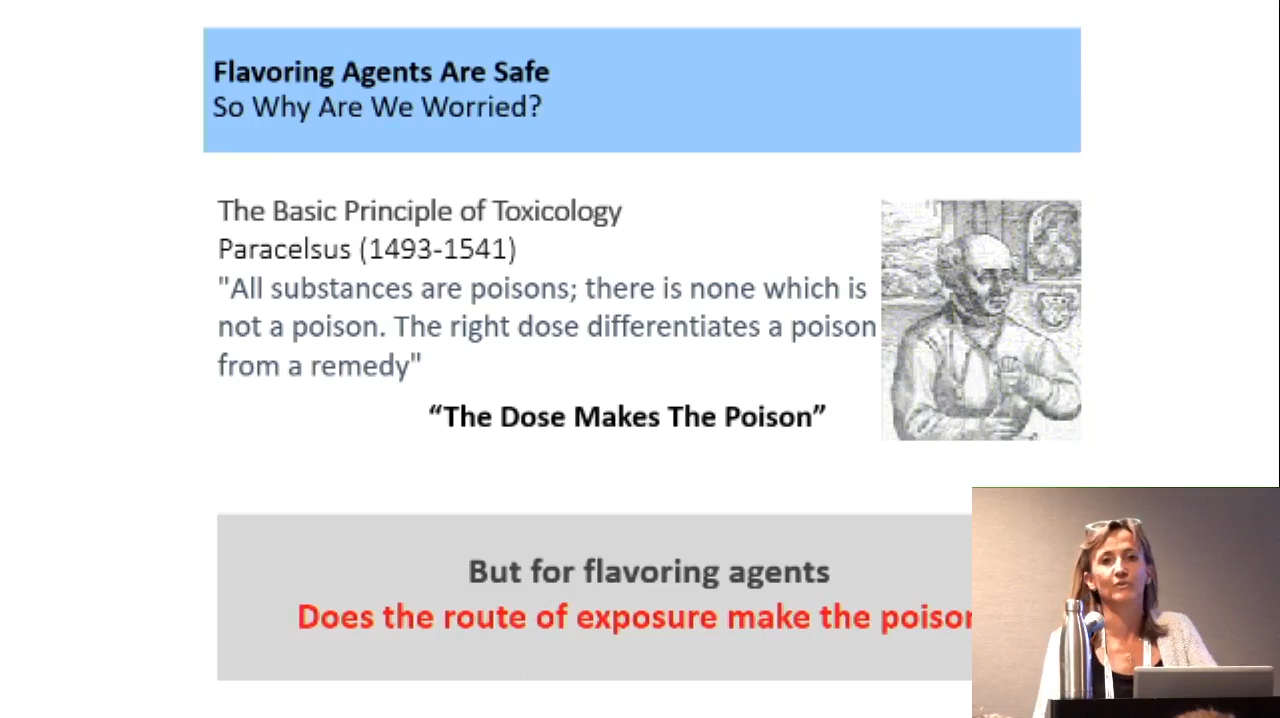 Flavoring Agents Are Safe
So Why Are We Worried?
The Basic Principle of Toxicology
Paracelsus (1493-1541)
"All substances are poisons; there is none which is
not a poison. The right dose differentiates a poison
from a remedy"
“The Dose Makes The Poison”
But for flavoring agents
Does the route of exposure make the poison